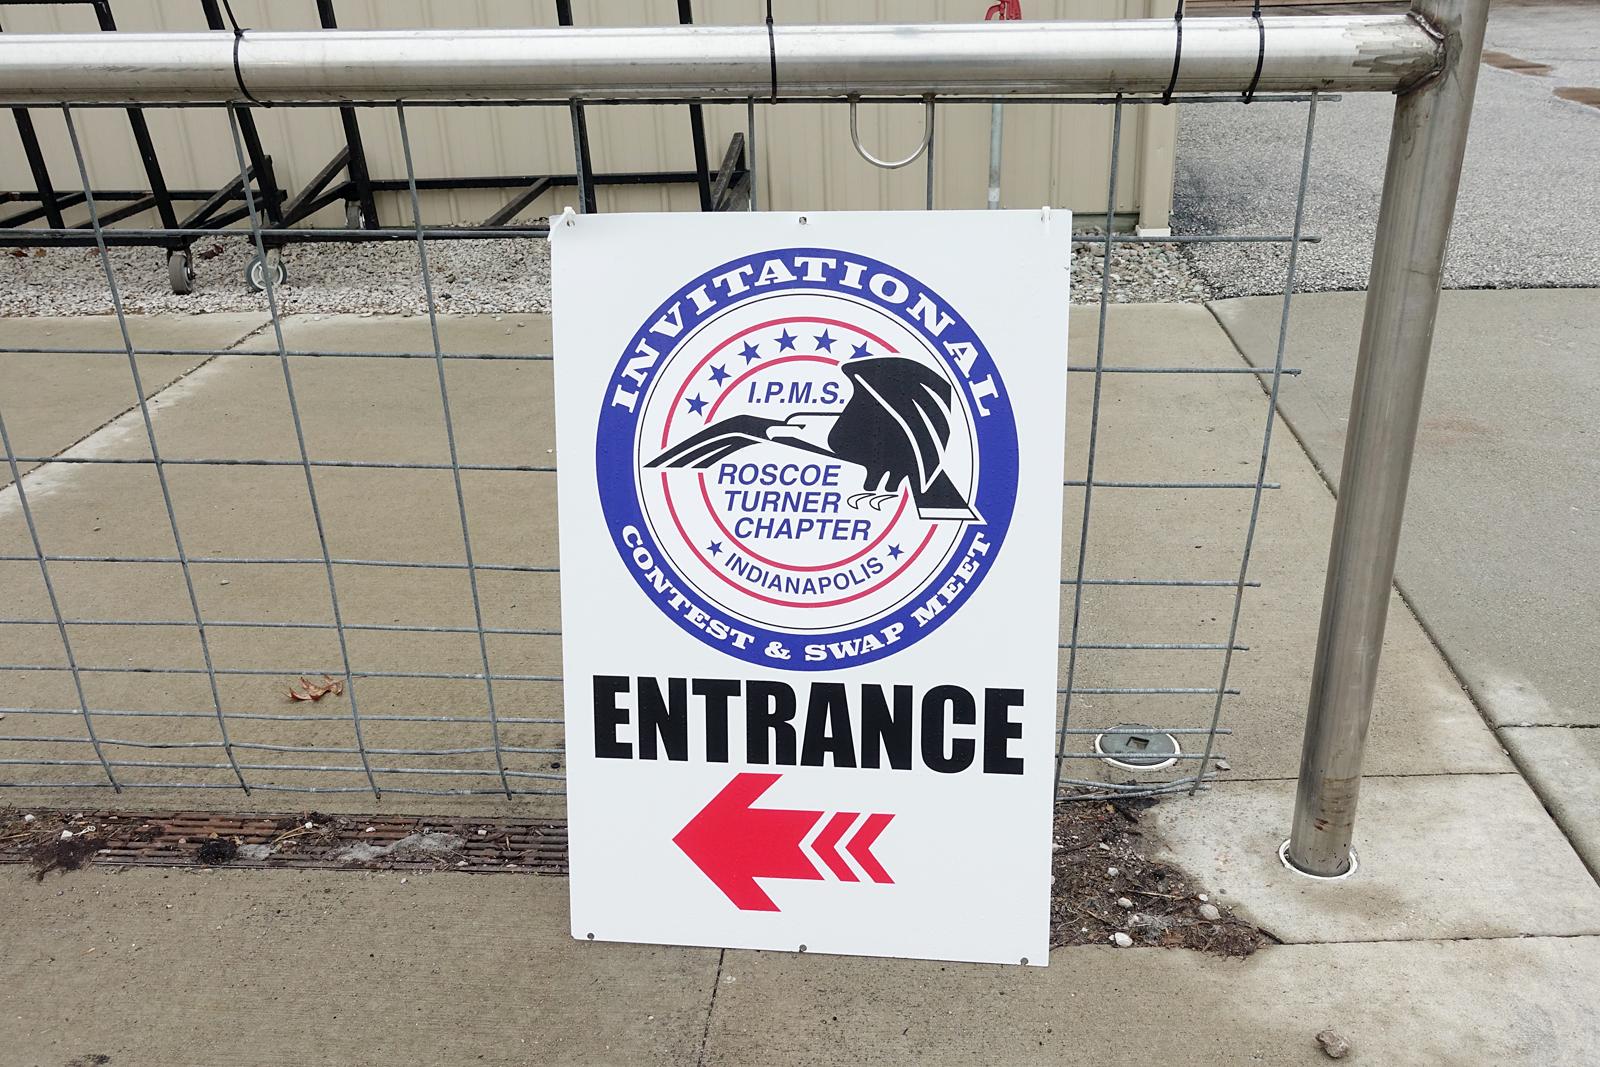 INVITATIONAL
I.P.M.S.
ROSCOE
TURNER
CHAPTER
INDIANAPOLIS
CONTEST & SWAP MEET
ENTRANCE